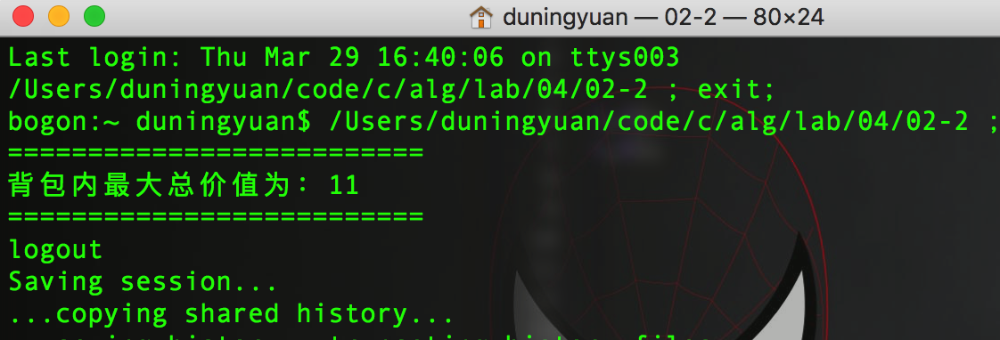 duningyuan — 02-2 — 80×24
Last login: Thu Mar 29 16:40:06 on ttys003
/Users/duningyuan/code/c/alg/lab/04/02-2 ; exit;
bogon:~ duningyuan$ /Users/duningyuan/code/c/alg/lab/04/02-2 ;
==========================
背包内最大总价值为：11
==========================
logout
Saving session...
...copying shared history...